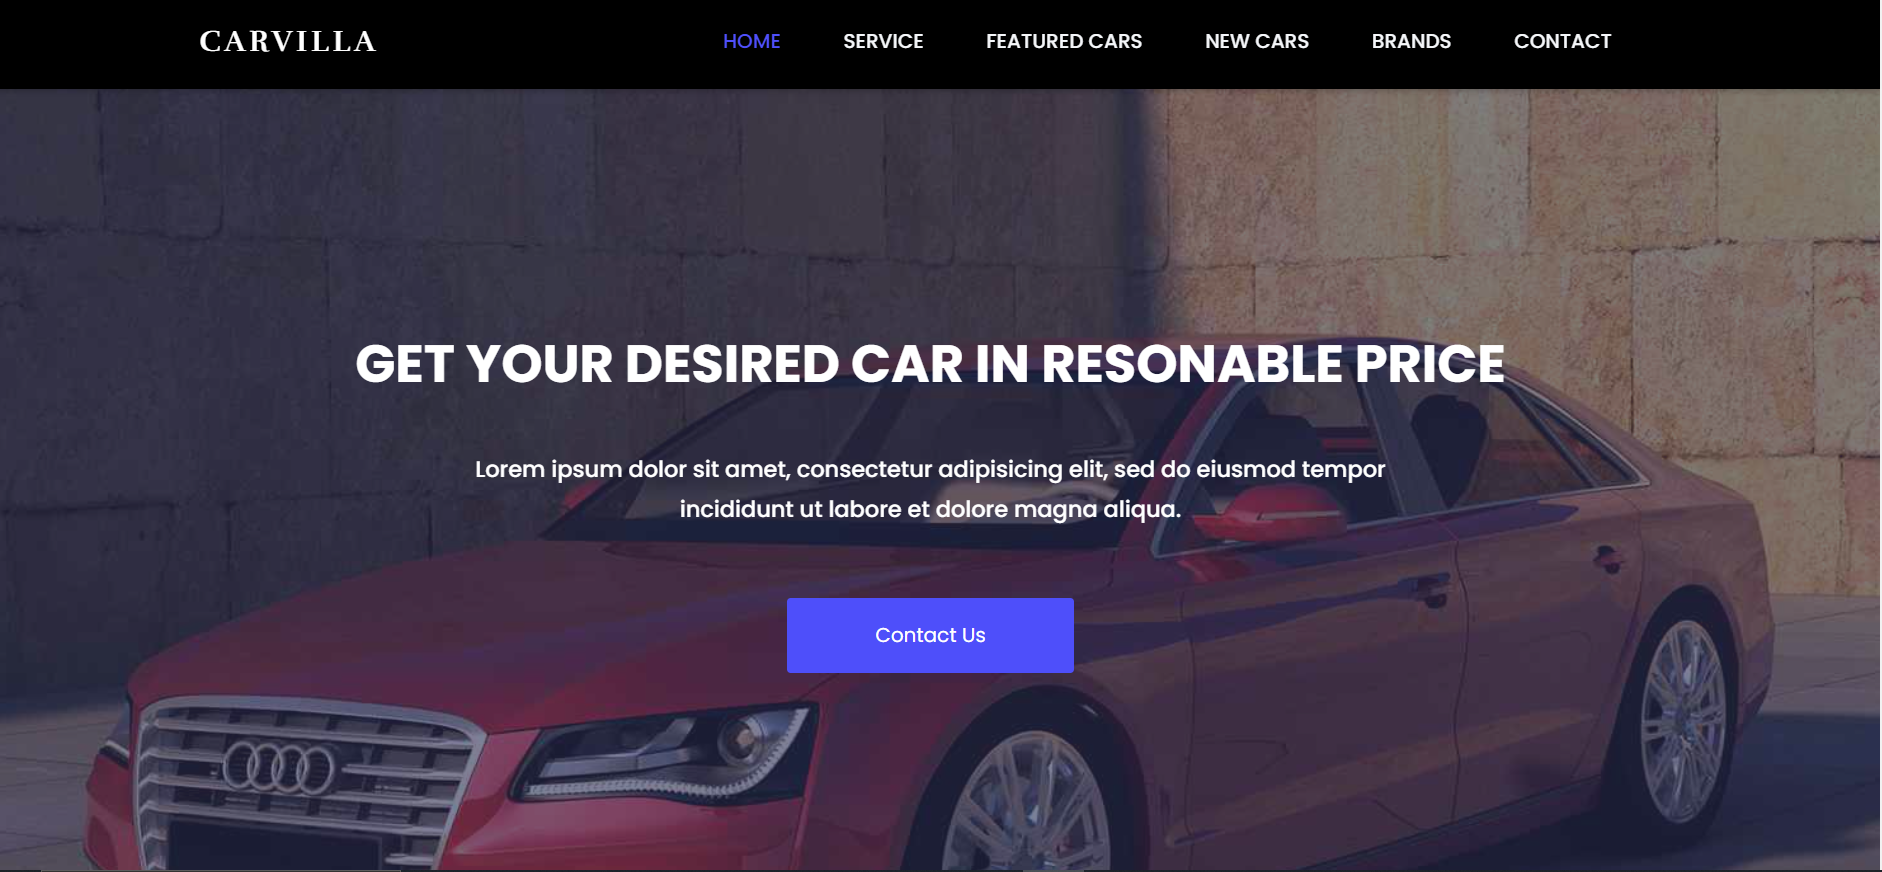 CARVILLA
HOME SERVICE FEATURED CARS NEW CARS BRANDS CONTACT
GET YOUR DESIRED CAR IN RESONABLE PRICE
Lorem ipsum dolor sit amet, consectetur adipisicing elit, sed do eiusmod tempor
incididunt ut labore et dolore magna aliqua.
Contact Us